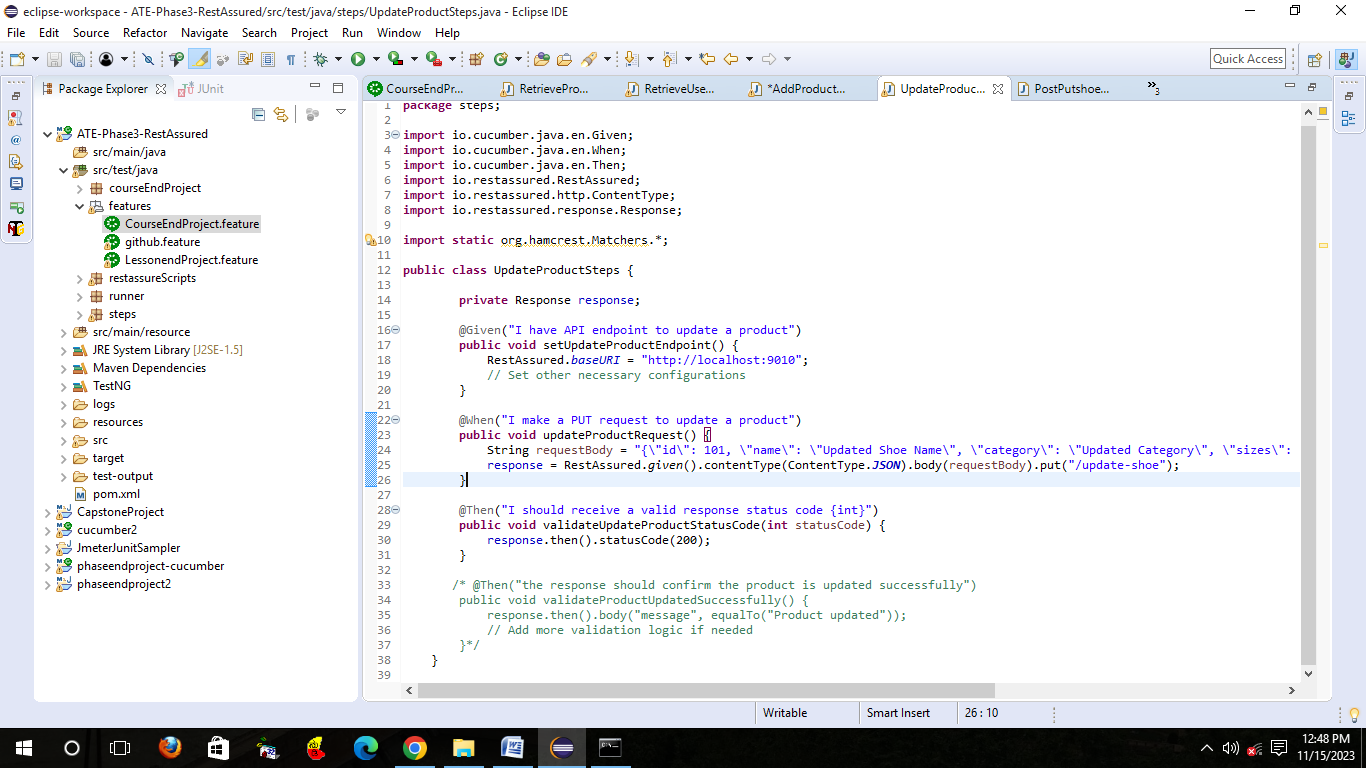 eclipse-workspace - ATE-Phase3-RestAssured/src/test/java/steps/UpdateProductSteps.java - Eclipse IDE
File Edit Source Refactor Navigate Search Project Run Window Help
Quick Access
Package Explorer
JUnit
CourseEndPr...
RetrievePro...
RetrieveUse...
*AddProduct...
UpdateProduc...
PostPutshoe...
»3
ATE-Phase3-RestAssured
src/main/java
src/test/java
courseEndProject
features
CourseEndProject.feature
github.feature
LessonendProject.feature
restassureScripts
runner
steps
src/main/resource
JRE System Library [J2SE-1.5]
Maven Dependencies
TestNG
logs
resources
src
target
test-output
pom.xml
CapstoneProject
cucumber2
JmeterJunitSampler
phaseendproject-cucumber
phaseendproject2
1 package steps;
2
3 import io.cucumber.java.en.Given;
4 import io.cucumber.java.en.When;
5 import io.cucumber.java.en.Then;
6 import io.restassured.RestAssured;
7 import io.restassured.http.ContentType;
8 import io.restassured.response.Response;
9
10 import static org.hamcrest.Matchers.*;
11
12 public class UpdateProductSteps {
13
14 private Response response;
15
16 @Given("I have API endpoint to update a product")
17 public void setUpdateProductEndpoint() {
18 RestAssured.baseURI = "http://localhost:9010";
19 // Set other necessary configurations
20 }
21
22 @When("I make a PUT request to update a product")
23 public void updateProductRequest() {
24 String requestBody = "{\"id\": 101, \"name\": \"Updated Shoe Name\", \"category\": \"Updated Category\", \"sizes\":
25 response = RestAssured.given().contentType(ContentType.JSON).body(requestBody).put("/update-shoe");
26 }
27
28 @Then("I should receive a valid response status code {int}")
29 public void validateUpdateProductStatusCode(int statusCode) {
30 response.then().statusCode(200);
31 }
32
33 /* @Then("the response should confirm the product is updated successfully")
34 public void validateProductUpdatedSuccessfully() {
35 response.then().body("message", equalTo("Product updated"));
36 // Add more validation logic if needed
37 }*/
38 }
39
Writable Smart Insert 26 : 10
12:48 PM
11/15/2023